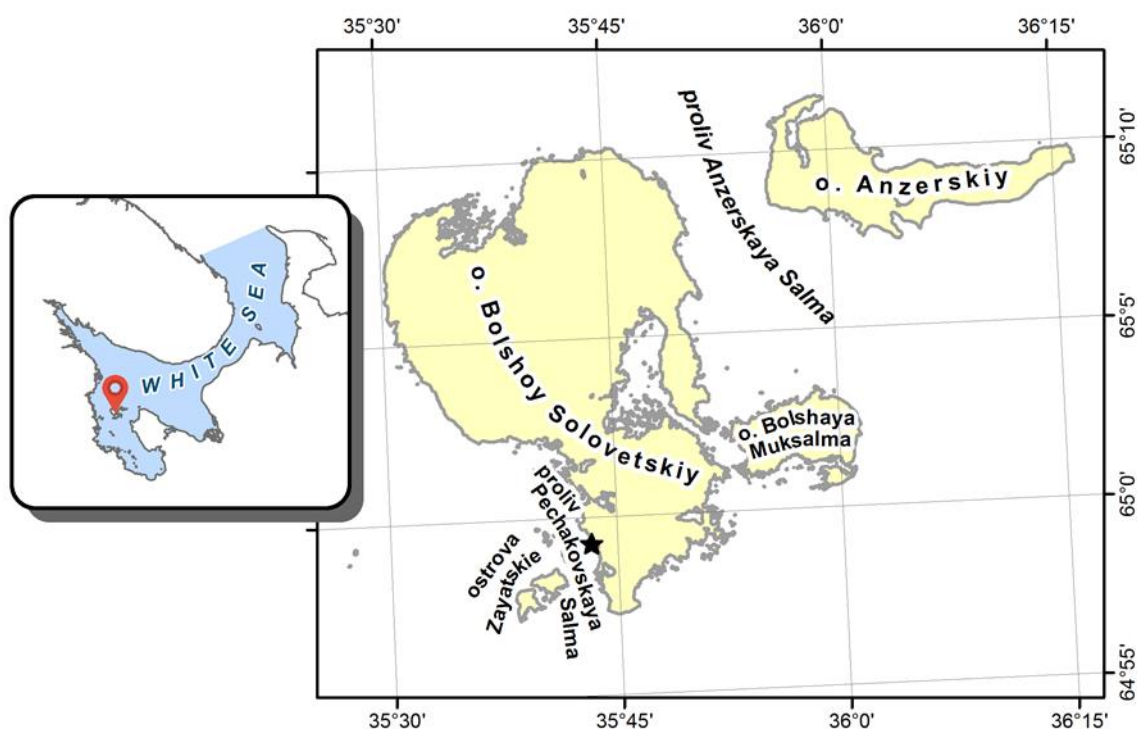 35°30'
35°45'
36°0'
36°15'
proliv Anzerskaya Salma
o. Anzerskiy
65°10'
65°5'
65°0'
64°55'
WHITE SEA
o. Bolshoy Solovetskiy
o. Bolshaya
Muksalma
proliv
Pechakovskaya
Salma
ostrova
Zayatskie
35°30'
35°45'
36°0'
36°15'